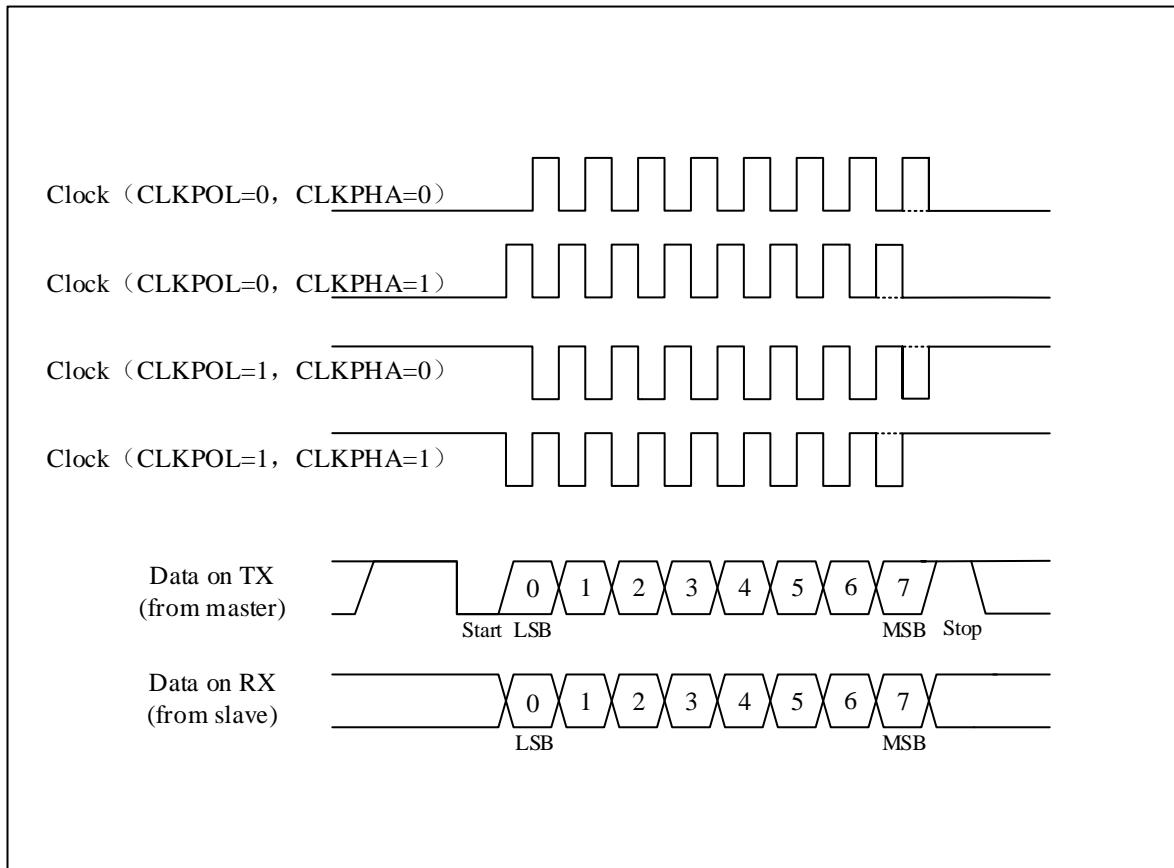 Clock（CLKPOL=0，CLKPHA=0）
Clock（CLKPOL=0，CLKPHA=1）
Clock（CLKPOL=1，CLKPHA=0）
Clock（CLKPOL=1，CLKPHA=1）
Data on TX
(from master)
0 1 2 3 4 5 6 7
Start LSB MSB Stop
Data on RX
(from slave)
0 1 2 3 4 5 6 7
LSB MSB